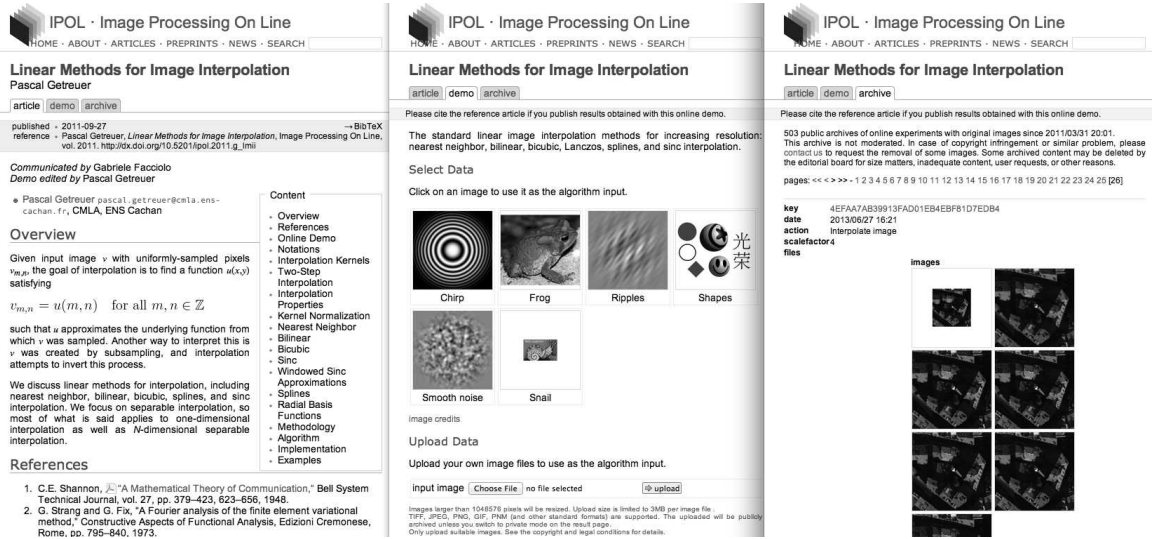 IPOL · Image Processing On Line
HOME · ABOUT · ARTICLES · PREPRINTS · NEWS · SEARCH
Linear Methods for Image Interpolation
Pascal Getreuer
article demo archive
published • 2011-09-27 → BibTeX
reference • Pascal Getreuer, Linear Methods for Image Interpolation, Image Processing On Line,
vol. 2011. http://dx.doi.org/10.5201/ipol.2011.g_lmii
Communicated by Gabriele Facciolo
Demo edited by Pascal Getreuer
• Pascal Getreuer pascal.getreuer@cmla.ens-
cachan.fr, CMLA, ENS Cachan
Overview
Given input image v with uniformly-sampled pixels
vm,n, the goal of interpolation is to find a function u(x,y)
satisfying
vm,n = u(m, n) for all m, n ∈ ℤ
such that u approximates the underlying function from
which v was sampled. Another way to interpret this is
v was created by subsampling, and interpolation
attempts to invert this process.
We discuss linear methods for interpolation, including
nearest neighbor, bilinear, bicubic, splines, and sinc
interpolation. We focus on separable interpolation, so
most of what is said applies to one-dimensional
interpolation as well as N-dimensional separable
interpolation.
Content
• Overview
• References
• Online Demo
• Notations
• Interpolation Kernels
• Two-Step
Interpolation
• Interpolation
Properties
• Kernel Normalization
• Nearest Neighbor
• Bilinear
• Bicubic
• Sinc
• Windowed Sinc
Approximations
• Splines
• Radial Basis
Functions
• Methodology
• Algorithm
• Implementation
• Examples
References
1. C.E. Shannon, "A Mathematical Theory of Communication," Bell System
Technical Journal, vol. 27, pp. 379–423, 623–656, 1948.
2. G. Strang and G. Fix, "A Fourier analysis of the finite element variational
method," Constructive Aspects of Functional Analysis, Edizioni Cremonese,
Rome, pp. 795–840, 1973.
IPOL · Image Processing On Line
HOME · ABOUT · ARTICLES · PREPRINTS · NEWS · SEARCH
Linear Methods for Image Interpolation
article demo archive
Please cite the reference article if you publish results obtained with this online demo.
The standard linear image interpolation methods for increasing resolution:
nearest neighbor, bilinear, bicubic, Lanczos, splines, and sinc interpolation.
Select Data
Click on an image to use it as the algorithm input.
光
荣
Chirp Frog Ripples Shapes
Smooth noise Snail
image credits
Upload Data
Upload your own image files to use as the algorithm input.
input image Choose File no file selected upload
Images larger than 1048576 pixels will be resized. Upload size is limited to 3MB per image file .
TIFF, JPEG, PNG, GIF, PNM (and other standard formats) are supported. The uploaded will be publicly
archived unless you switch to private mode on the result page.
Only upload suitable images. See the copyright and legal conditions for details.
IPOL · Image Processing On Line
HOME · ABOUT · ARTICLES · PREPRINTS · NEWS · SEARCH
Linear Methods for Image Interpolation
article demo archive
Please cite the reference article if you publish results obtained with this online demo.
503 public archives of online experiments with original images since 2011/03/31 20:01.
This archive is not moderated. In case of copyright infringement or similar problem, please
contact us to request the removal of some images. Some archived content may be deleted by
the editorial board for size matters, inadequate content, user requests, or other reasons.
pages: << < > >> - 1 2 3 4 5 6 7 8 9 10 11 12 13 14 15 16 17 18 19 20 21 22 23 24 25 [26]
key 4EFAA7AB39913FAD01EB4EBF81D7EDB4
date 2013/06/27 16:21
action Interpolate image
scalefactor 4
files
images